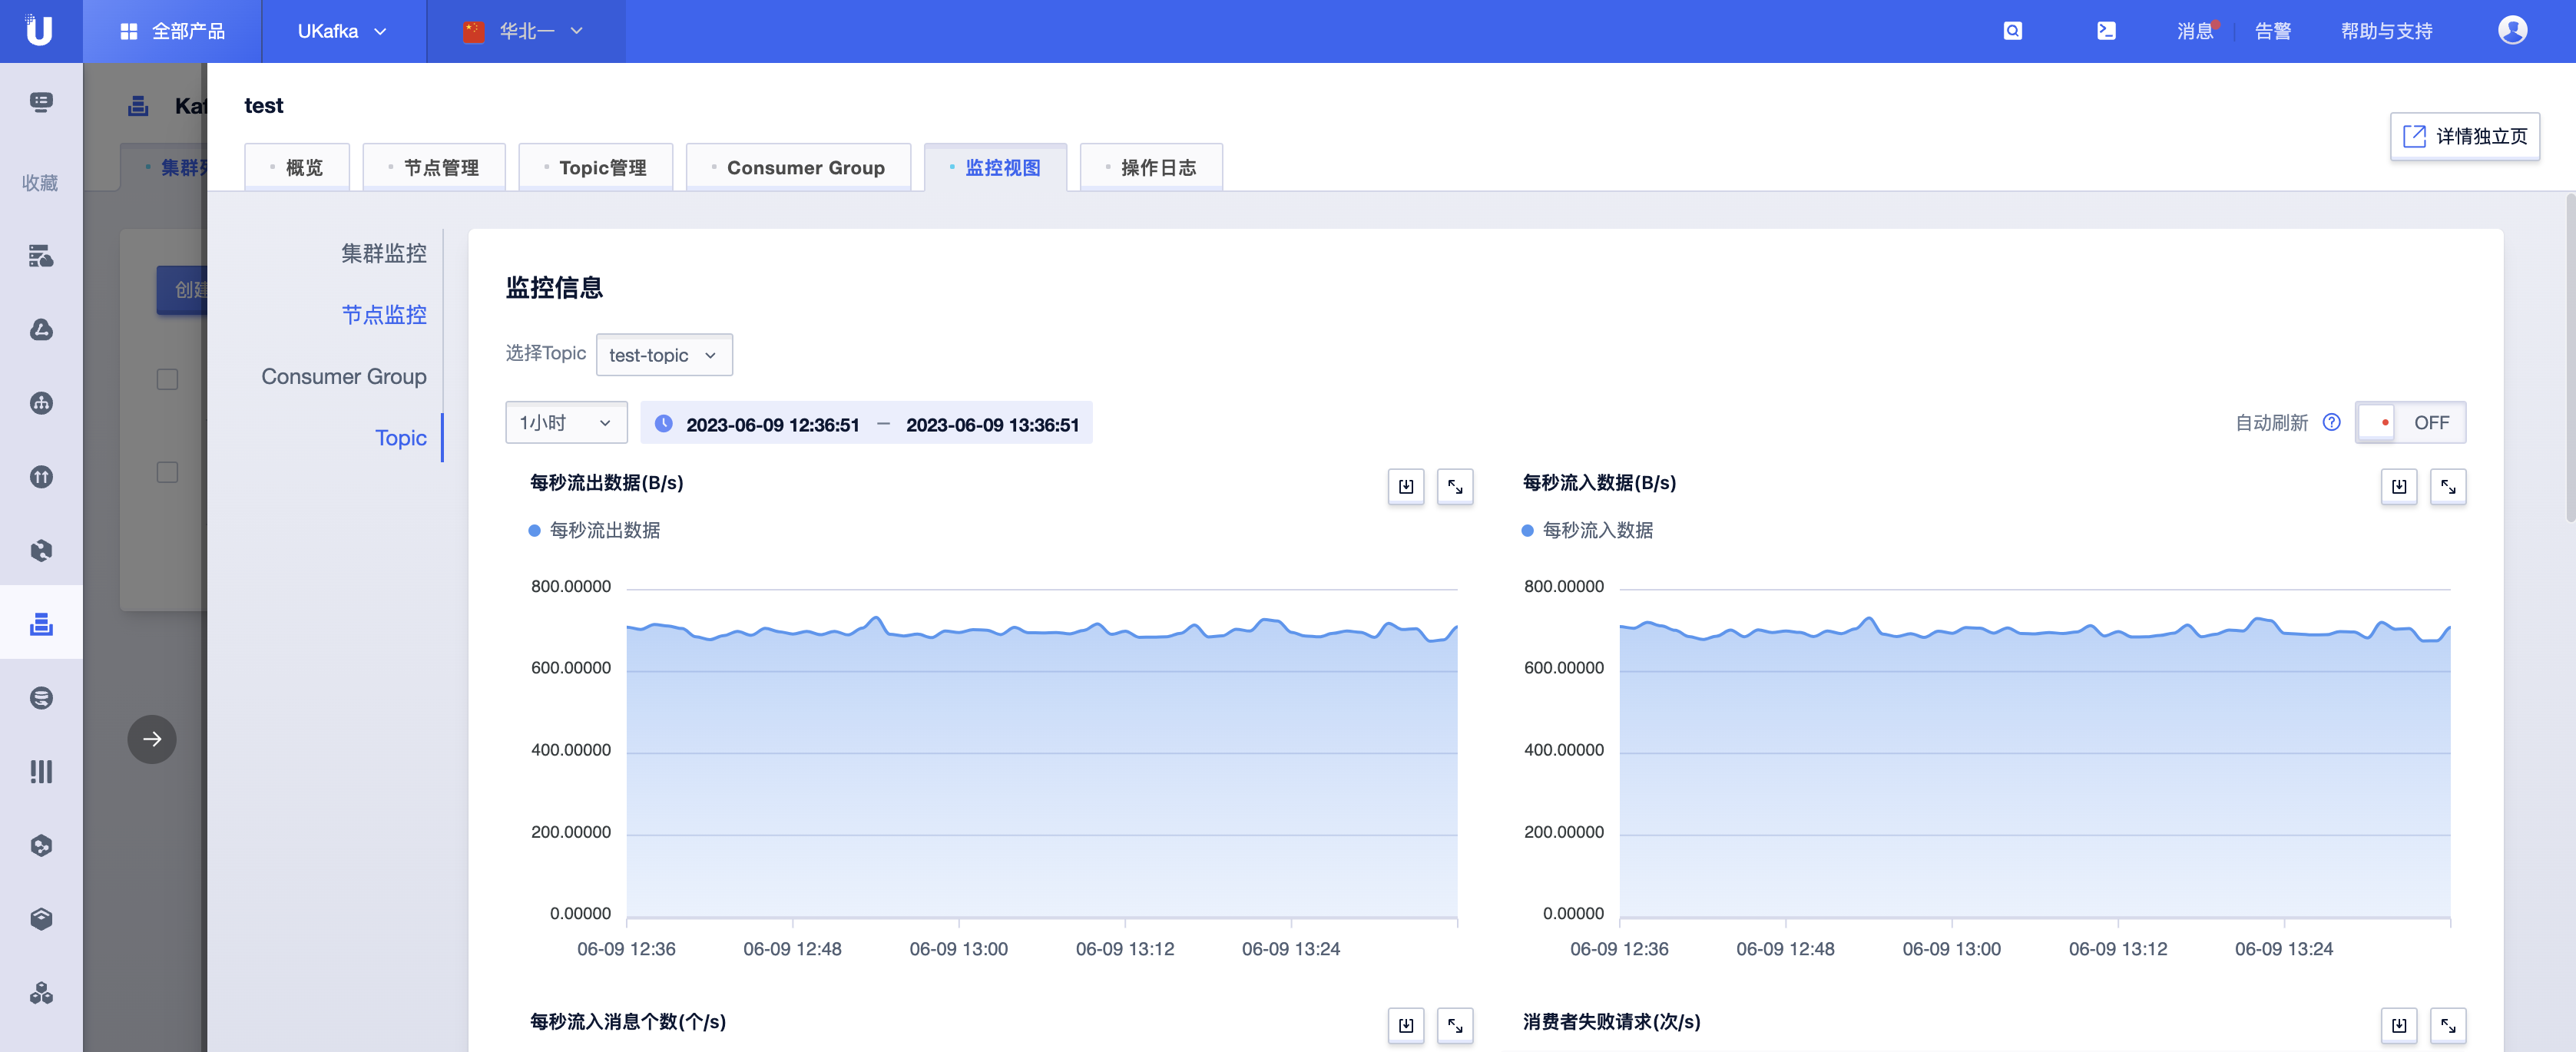 全部产品
UKafka
华北一
消息
告警
帮助与支持
收藏
Kaf
集群列
创建
test
详情独立页
概览
节点管理
Topic管理
Consumer Group
监控视图
操作日志
集群监控
节点监控
Consumer Group
Topic
监控信息
选择Topic
test-topic
1小时
2023-06-09 12:36:51 — 2023-06-09 13:36:51
自动刷新
OFF
每秒流出数据(B/s)
每秒流出数据
800.00000
600.00000
400.00000
200.00000
0.00000
06-09 12:36
06-09 12:48
06-09 13:00
06-09 13:12
06-09 13:24
每秒流入数据(B/s)
每秒流入数据
800.00000
600.00000
400.00000
200.00000
0.00000
06-09 12:36
06-09 12:48
06-09 13:00
06-09 13:12
06-09 13:24
每秒流入消息个数(个/s)
消费者失败请求(次/s)